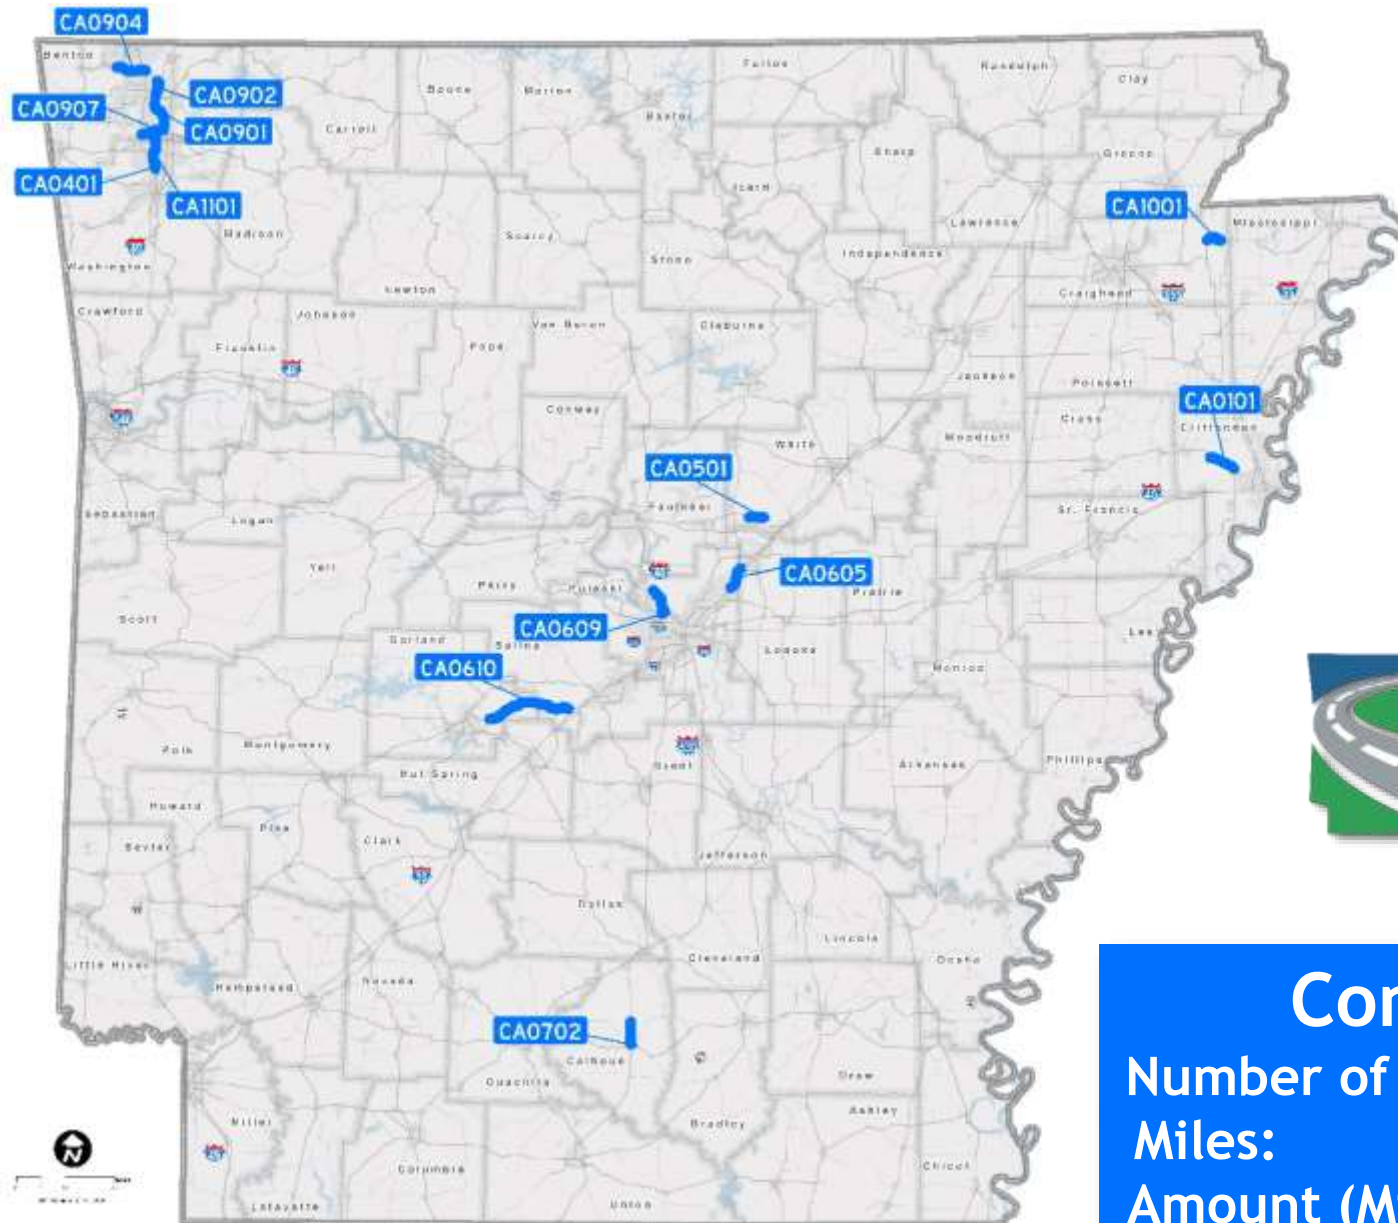 CA0904
Benton
CA0902
CA0907
CA0901
CA0401
CA1101
Washington
Madison
Carroll
Boone
Marion
Baxter
Fulton
Randolph
Clay
Sharp
Greene
Izard
Lawrence
CA1001
Mississippi
Newton
Searcy
Stone
Independence
Craighead
Crawford
Franklin
Johnson
Pope
Van Buren
Cleburne
Jackson
Poinsett
Conway
White
Woodruff
Cross
CA0101
Crittenden
CA0501
Faulkner
St. Francis
Sebastian
Logan
Yell
Perry
Pulaski
CA0605
Prairie
Scott
Garland
Saline
CA0609
Lonoke
Lee
Monroe
CA0610
Polk
Montgomery
Hot Spring
Grant
Arkansas
Phillips
Howard
Pike
Clark
Sevier
Jefferson
Dallas
Lincoln
Cleveland
Desha
Little River
Hempstead
Nevada
CA0702
Calhoun
Ouachita
Drew
Ashley
Bradley
Miller
Chicot
Columbia
Lafayette
Union
N
Con
Number of
Miles:
Amount (M